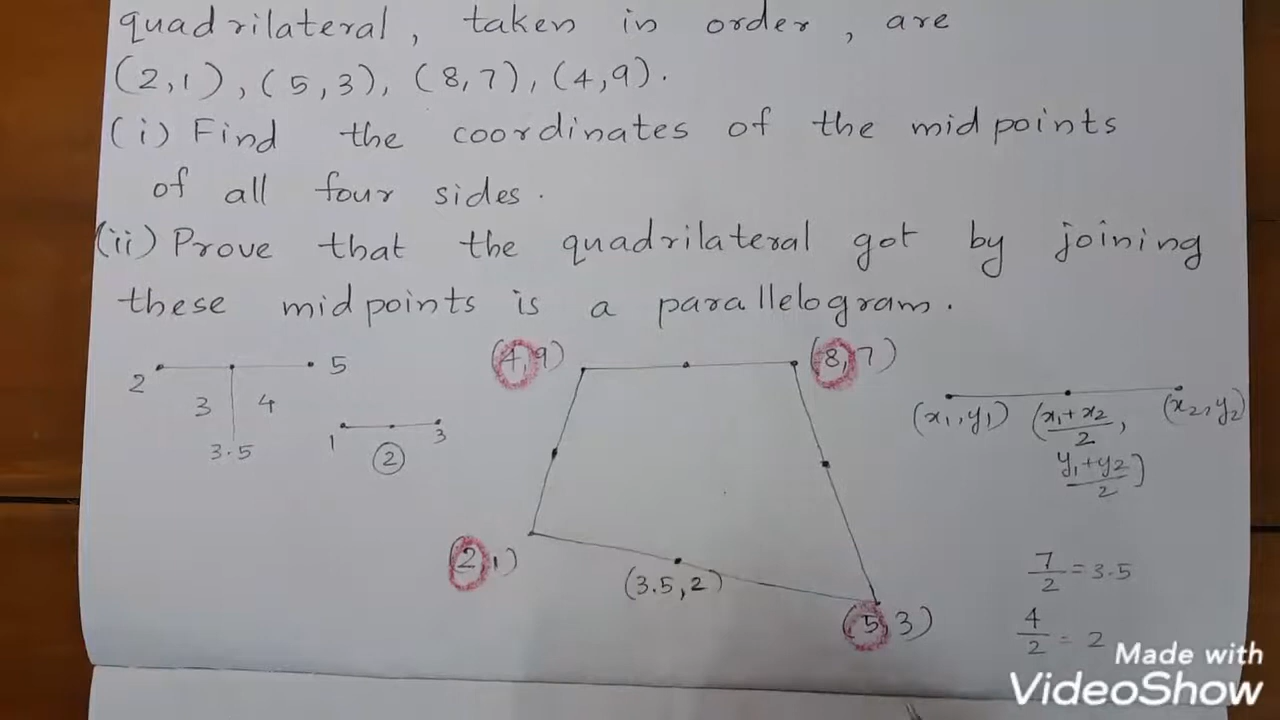 quadrilateral, taken in order, are
(2,1), (5,3), (8,7), (4,9).
(i) Find the coordinates of the midpoints
of all four sides.
(ii) Prove that the quadrilateral got by joining
these midpoints is a parallelogram.
2 5
3 4
3.5
1 3
2
(4,9) (8,7)
(2,1) (3.5,2) (5,3)
(x₁,y₁) (x₁+x₂/2, (x₂,y₂)
y₁+y₂/2)
7/2 = 3.5
4/2 = 2
Made with
VideoShow